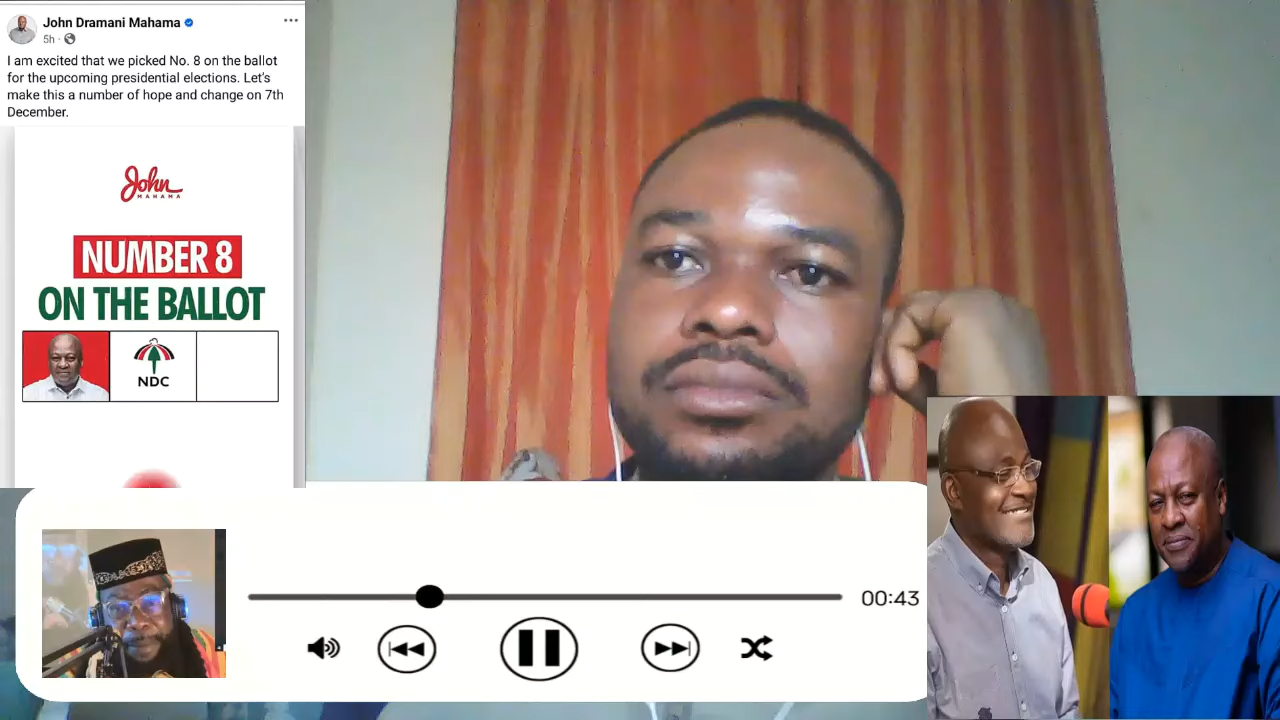 John Dramani Mahama
5h ·
I am excited that we picked No. 8 on the ballot
for the upcoming presidential elections. Let's
make this a number of hope and change on 7th
December.
John
MAHAMA
NUMBER 8
ON THE BALLOT
NDC
00:43